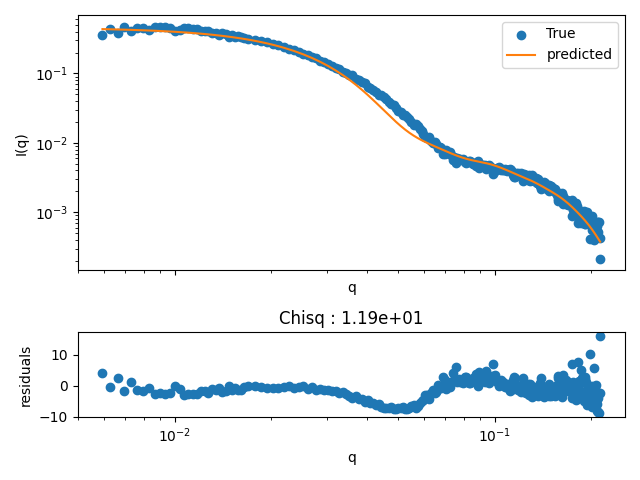 True
predicted
10⁻¹
10⁻²
10⁻³
I(q)
q
Chisq : 1.19e+01
10
0
−10
residuals
10⁻²
10⁻¹
q